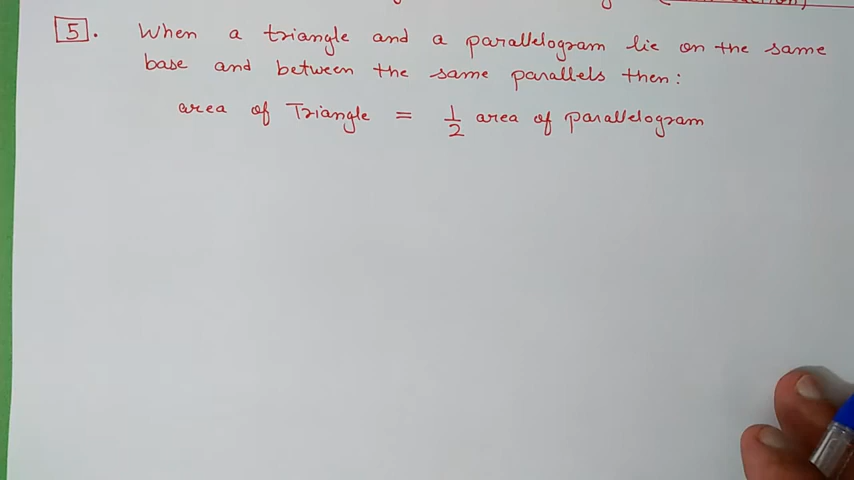 5. When a triangle and a parallelogram lie on the same
base and between the same parallels then:
area of Triangle = 1/2 area of parallelogram